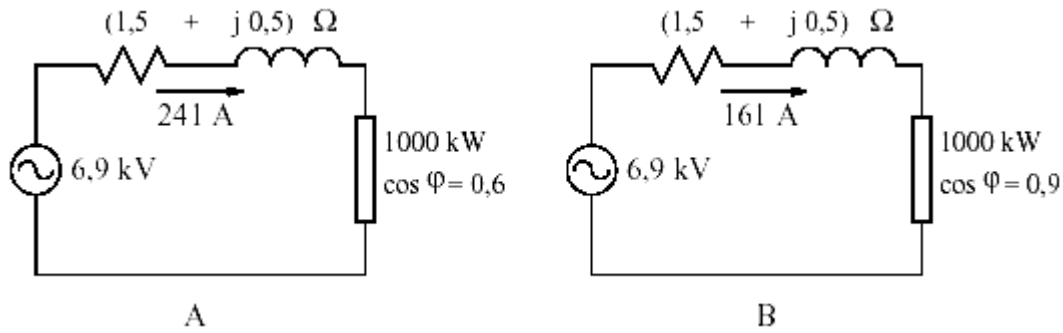 (1,5 + j 0,5) Ω
241 A
6,9 kV
1000 kW
cos φ = 0,6
A
(1,5 + j 0,5) Ω
161 A
6,9 kV
1000 kW
cos φ = 0,9
B